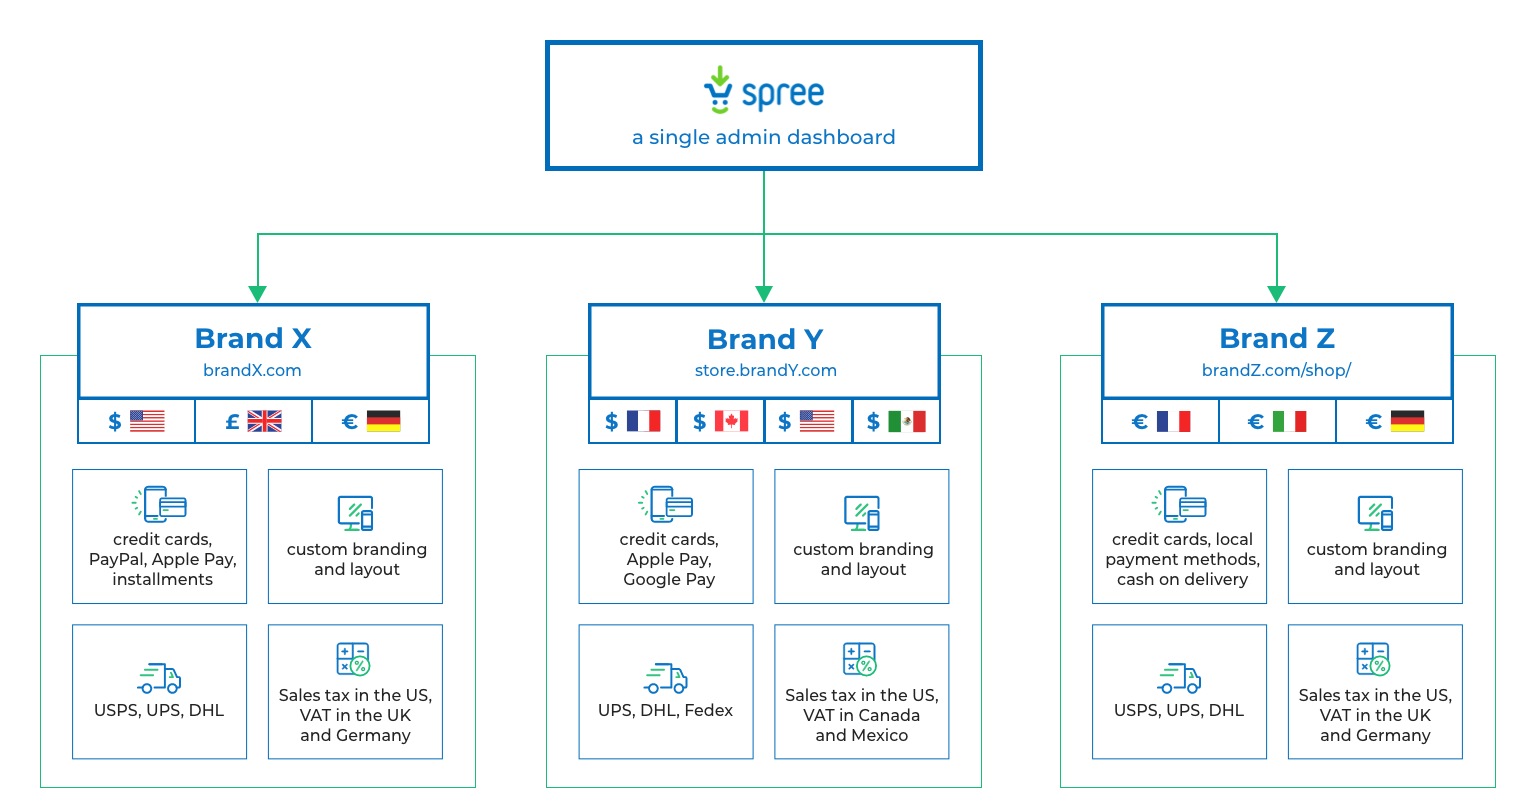 spree
a single admin dashboard
Brand X
brandX.com
$
£
€
credit cards,
PayPal, Apple Pay,
installments
custom branding
and layout
USPS, UPS, DHL
Sales tax in the US,
VAT in the UK
and Germany
Brand Y
store.brandY.com
$
$
$
$
credit cards,
Apple Pay,
Google Pay
custom branding
and layout
UPS, DHL, Fedex
Sales tax in the US,
VAT in Canada
and Mexico
Brand Z
brandZ.com/shop/
€
€
€
credit cards, local
payment methods,
cash on delivery
custom branding
and layout
USPS, UPS, DHL
Sales tax in the US,
VAT in the UK
and Germany